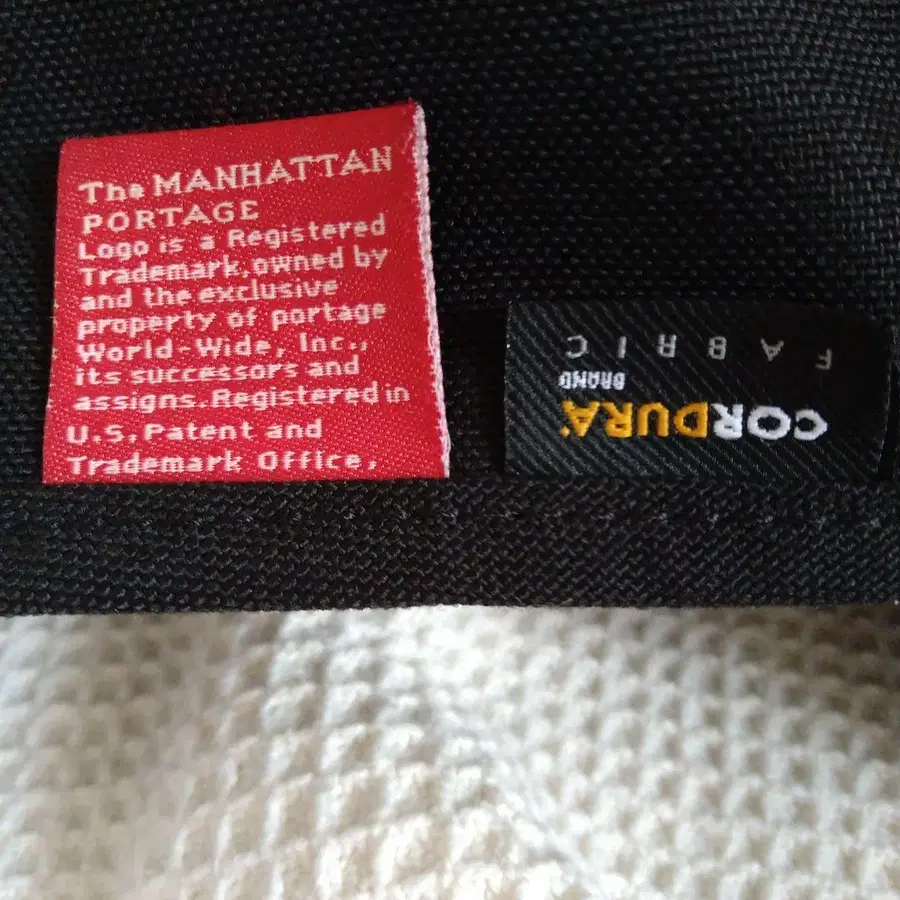 The MANHATTAN
PORTAGE
Logo is a Registered
Trademark, owned by
and the exclusive
property of portage
World-Wide, Inc.,
its successors and
assigns. Registered in
U.S. Patent and
Trademark Office,
CORDURA
BRAND
FABRIC